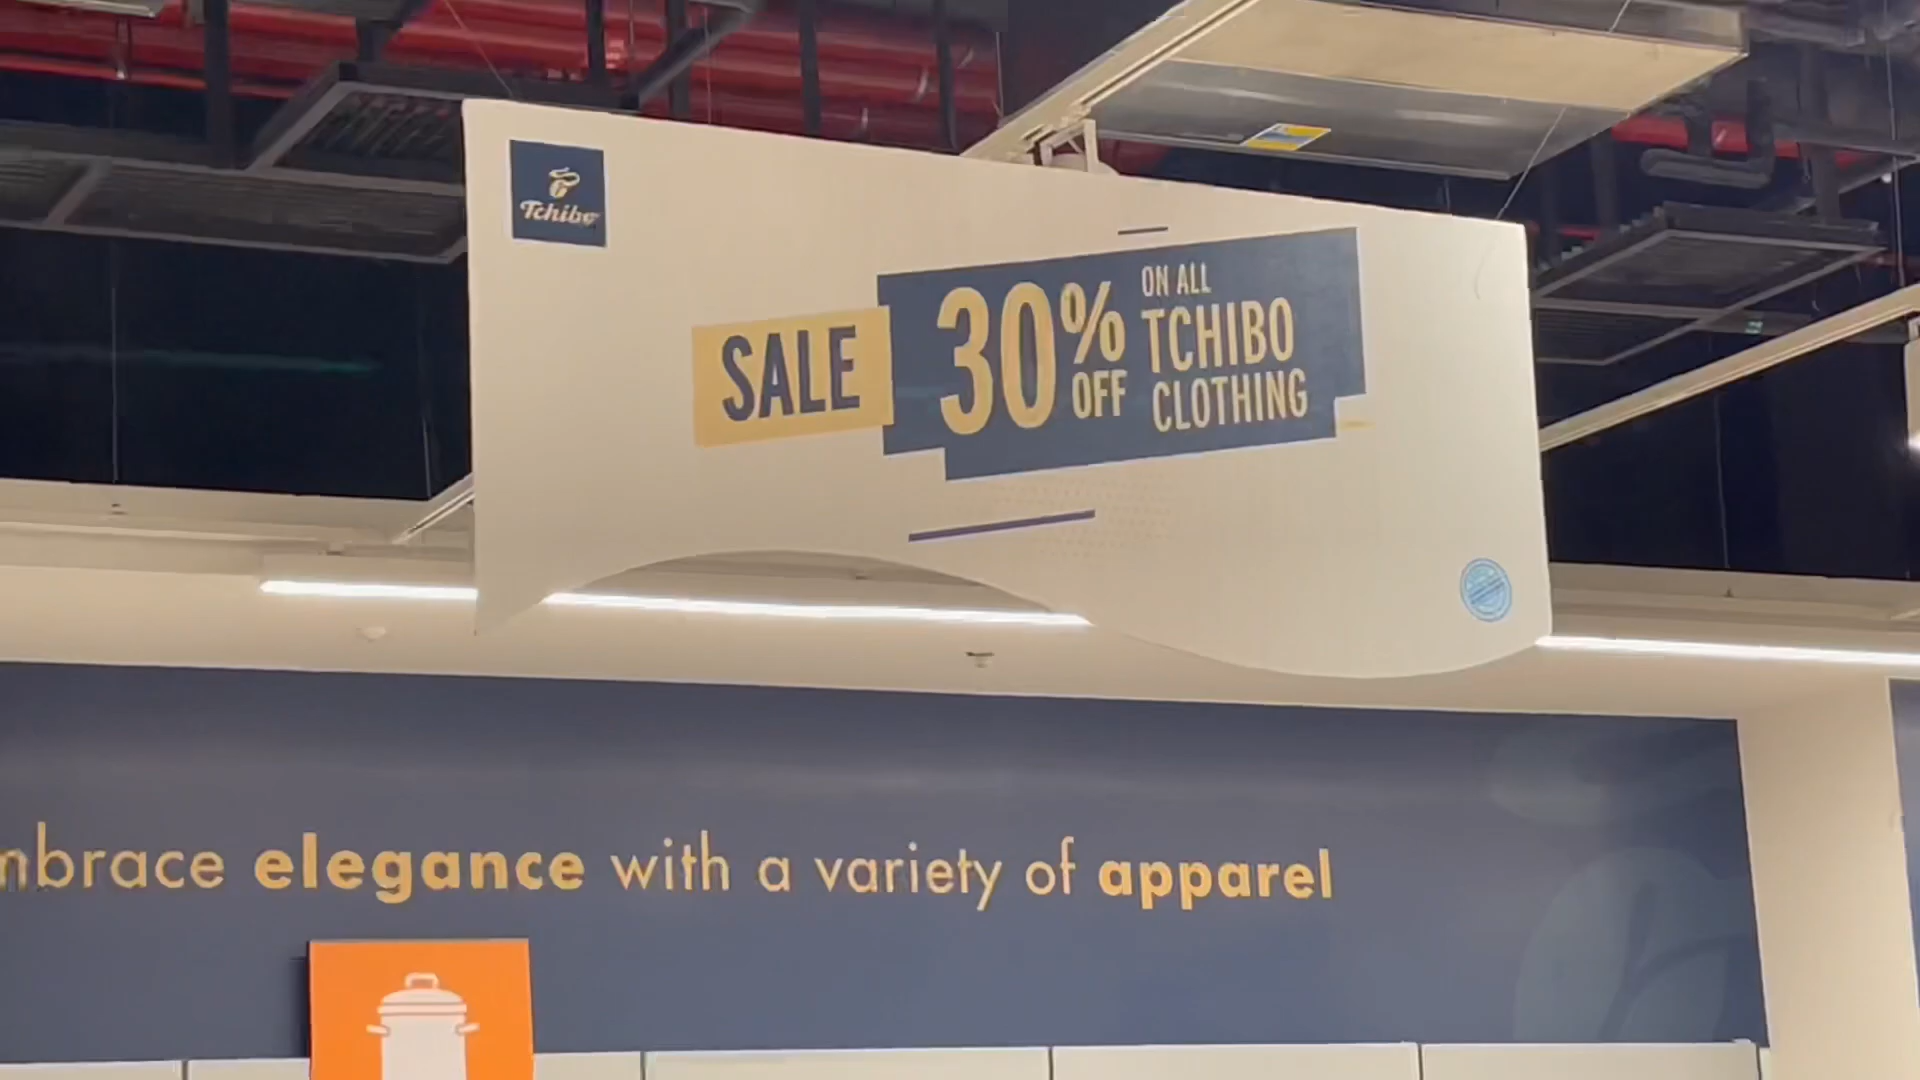 Tchibo
SALE
30% OFF
ON ALL
TCHIBO
CLOTHING
mbrace elegance with a variety of apparel